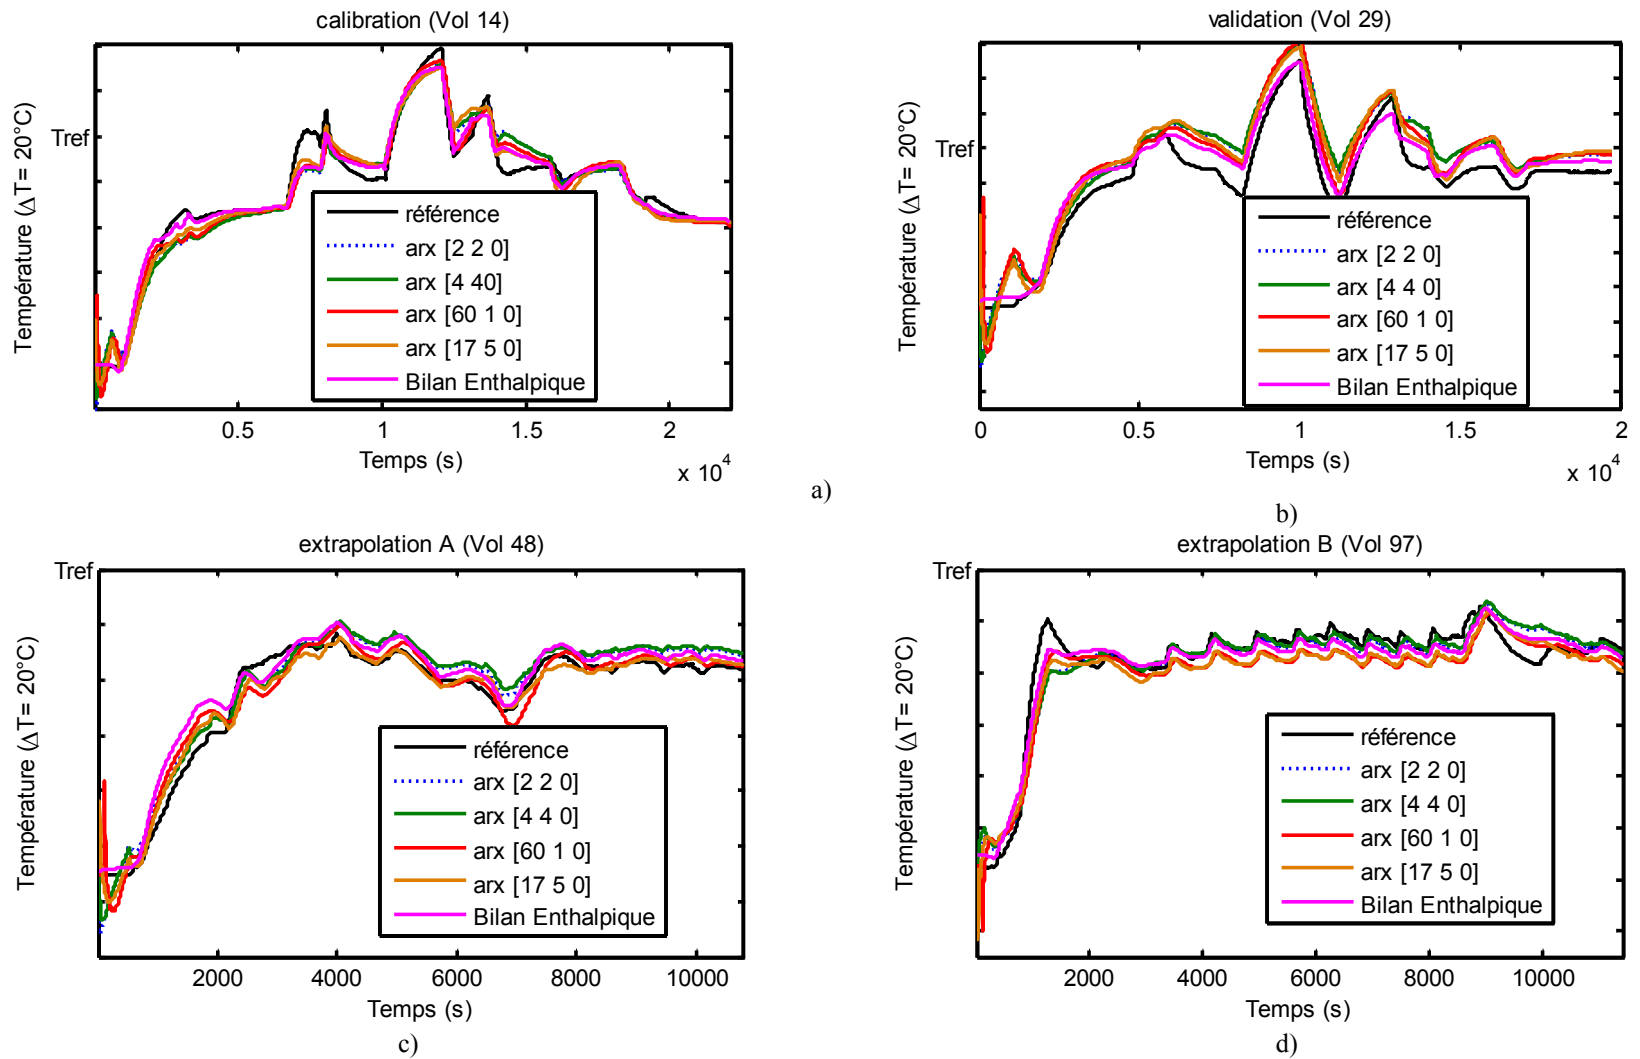 calibration (Vol 14)
Température (ΔT= 20°C)
Tref
référence
arx [2 2 0]
arx [4 40]
arx [60 1 0]
arx [17 5 0]
Bilan Enthalpique
0.5 1 1.5 2
Temps (s)
x 10^4
a)
validation (Vol 29)
Température (ΔT= 20°C)
Tref
référence
arx [2 2 0]
arx [4 4 0]
arx [60 1 0]
arx [17 5 0]
Bilan Enthalpique
0 0.5 1 1.5 20
Temps (s)
x 10^4
b)
extrapolation A (Vol 48)
Tref
Température (ΔT= 20°C)
référence
arx [2 2 0]
arx [4 4 0]
arx [60 1 0]
arx [17 5 0]
Bilan Enthalpique
2000 4000 6000 8000 10000
Temps (s)
c)
extrapolation B (Vol 97)
Tref
Température (ΔT= 20°C)
référence
arx [2 2 0]
arx [4 4 0]
arx [60 1 0]
arx [17 5 0]
Bilan Enthalpique
2000 4000 6000 8000 10000
Temps (s)
d)